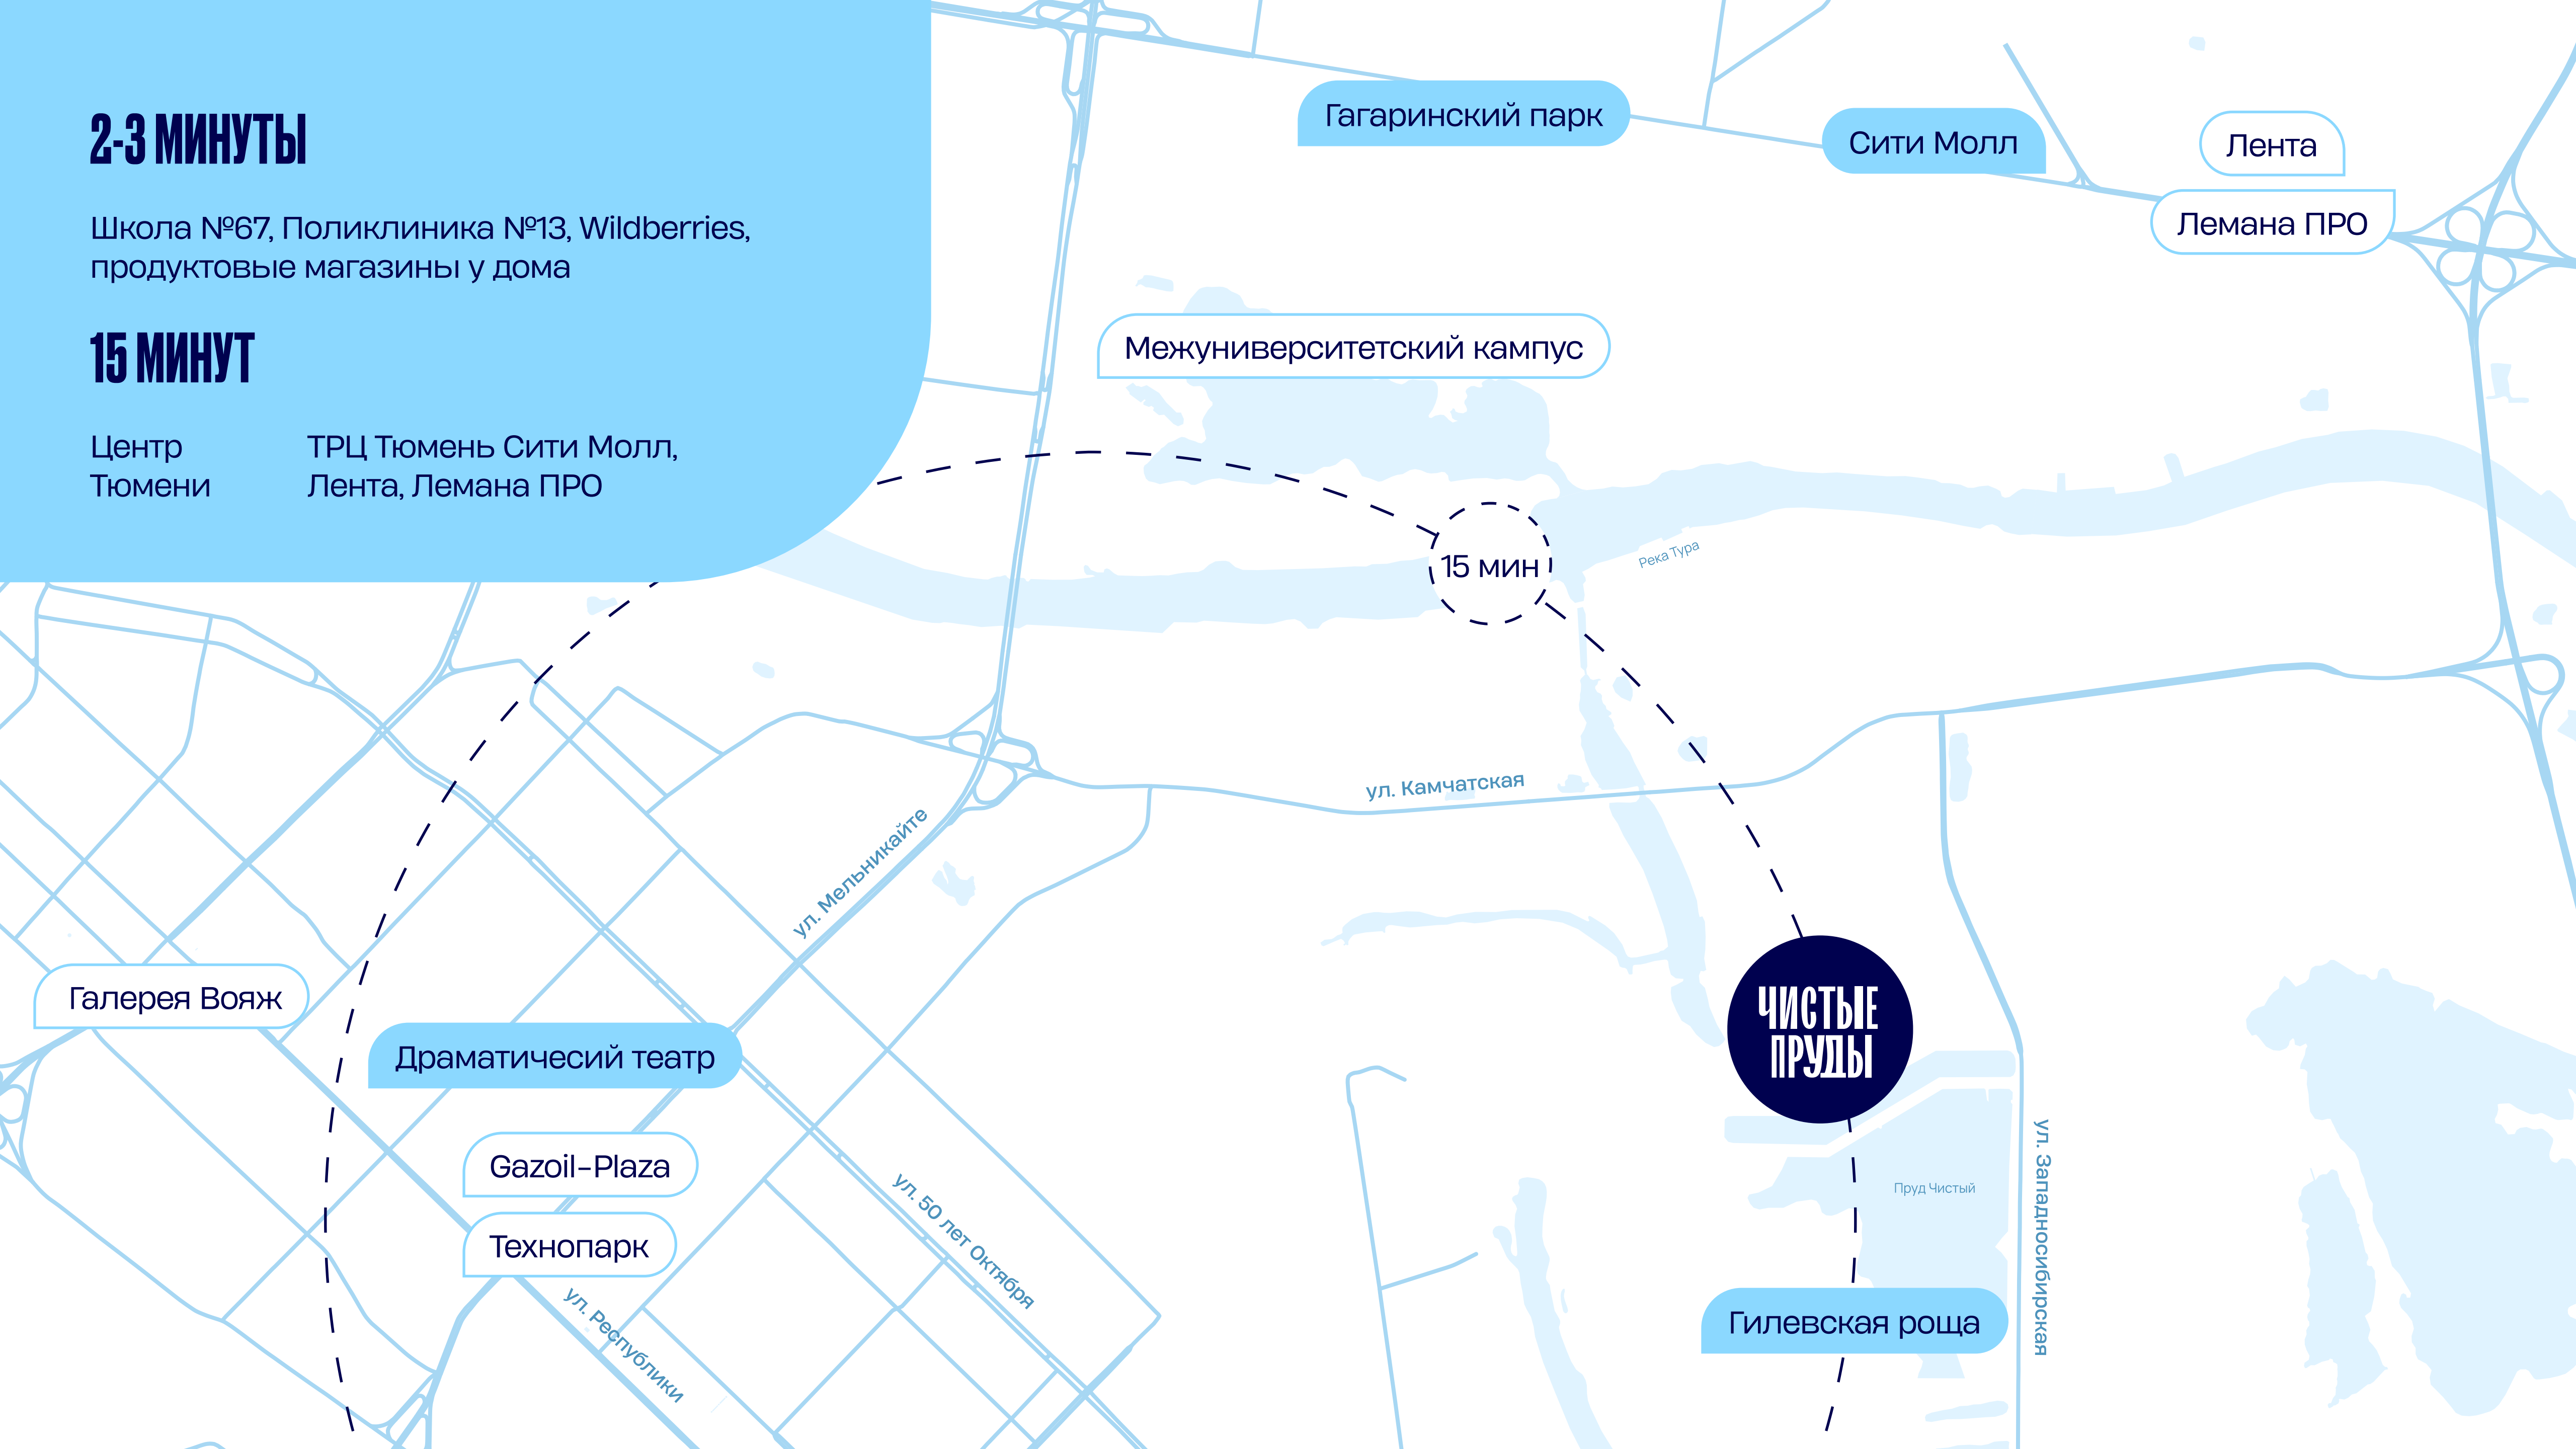 2-3 МИНУТЫ
Школа №67, Поликлиника №13, Wildberries,
продуктовые магазины у дома
15 МИНУТ
Центр
Тюмени
ТРЦ Тюмень Сити Молл,
Лента, Лемана ПРО
Гагаринский парк
Сити Молл
Лента
Лемана ПРО
Межуниверситетский кампус
15 мин
Река Тура
ул. Камчатская
ул. Мельникайте
Галерея Вояж
Драматичесий театр
ЧИСТЫЕ
ПРУДЫ
Gazoil-Plaza
Технопарк
ул. 50 лет Октября
ул. Республики
Пруд Чистый
ул. Западносибирская
Гилевская роща